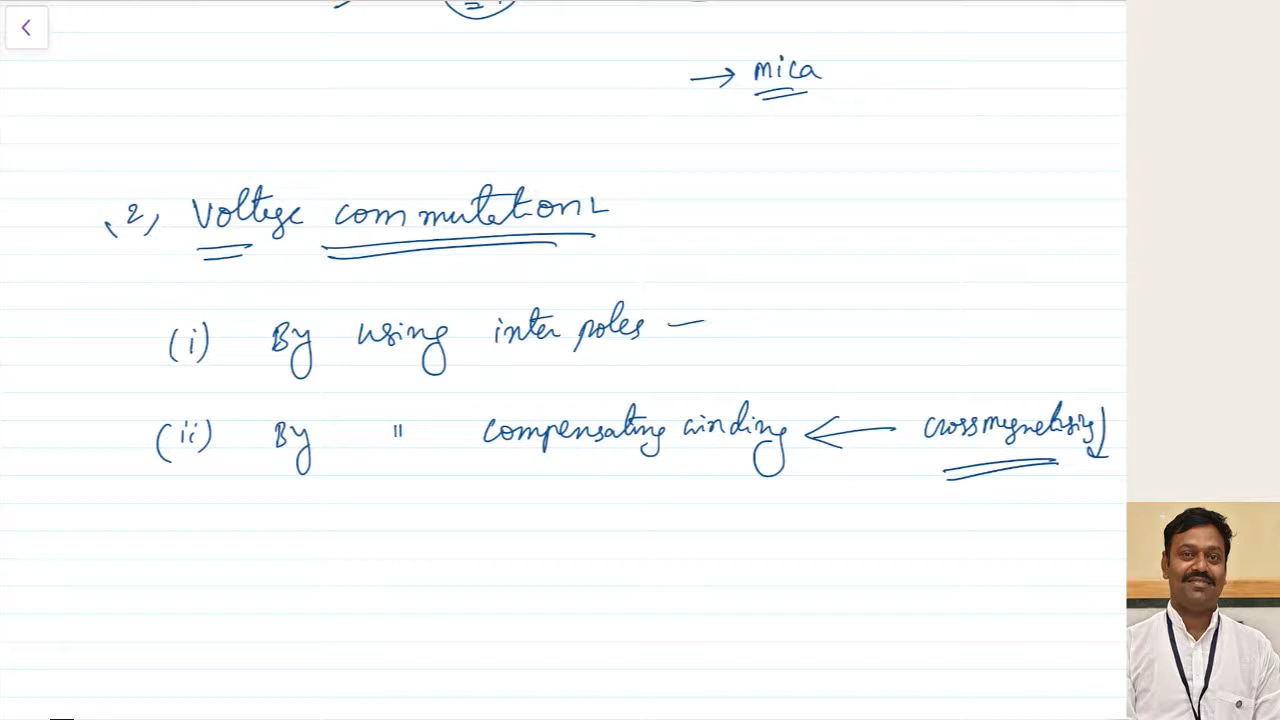 → mica
(2) Voltage commutation:
(i) By using inter poles —
(ii) By " compensating winding ← crossmagnetising ↓